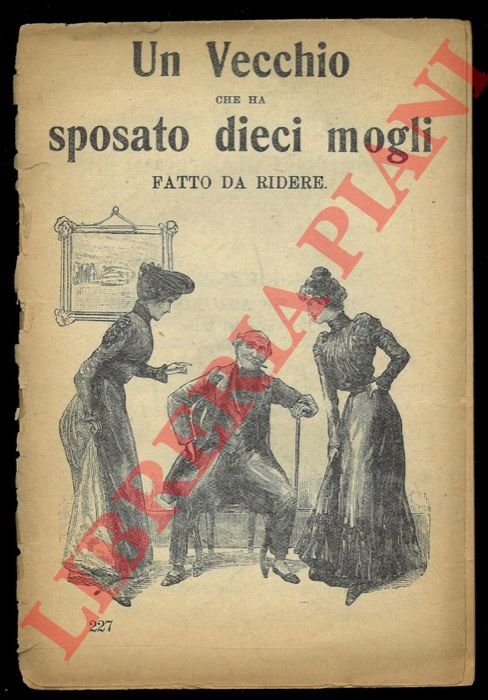 Un Vecchio
CHE HA
sposato dieci mogli
FATTO DA RIDERE.
LIBRERIA PIANI
227